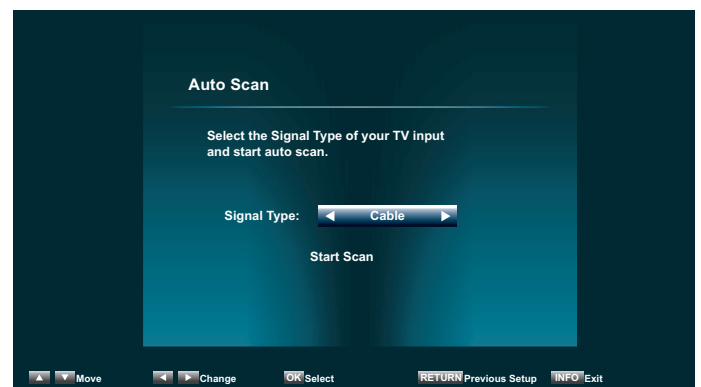 Auto Scan
Select the Signal Type of your TV input
and start auto scan.
Signal Type: Cable
Start Scan
Move Change OK Select RETURN Previous Setup INFO Exit